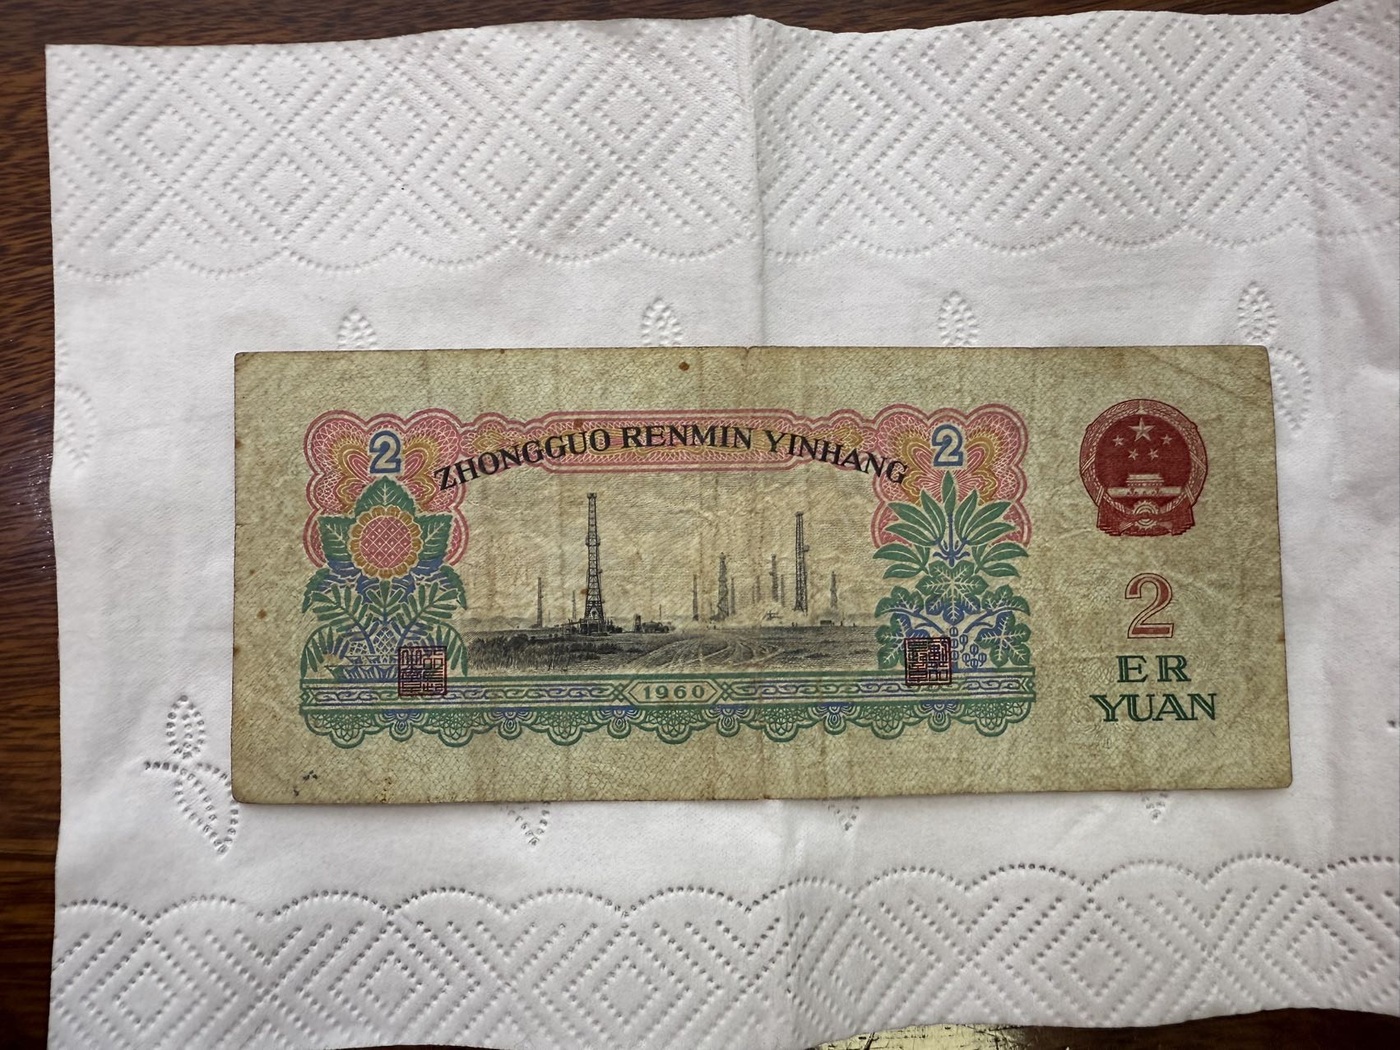 2
ZHONGGUO RENMIN YINHANG
2
1960
2
ER
YUAN